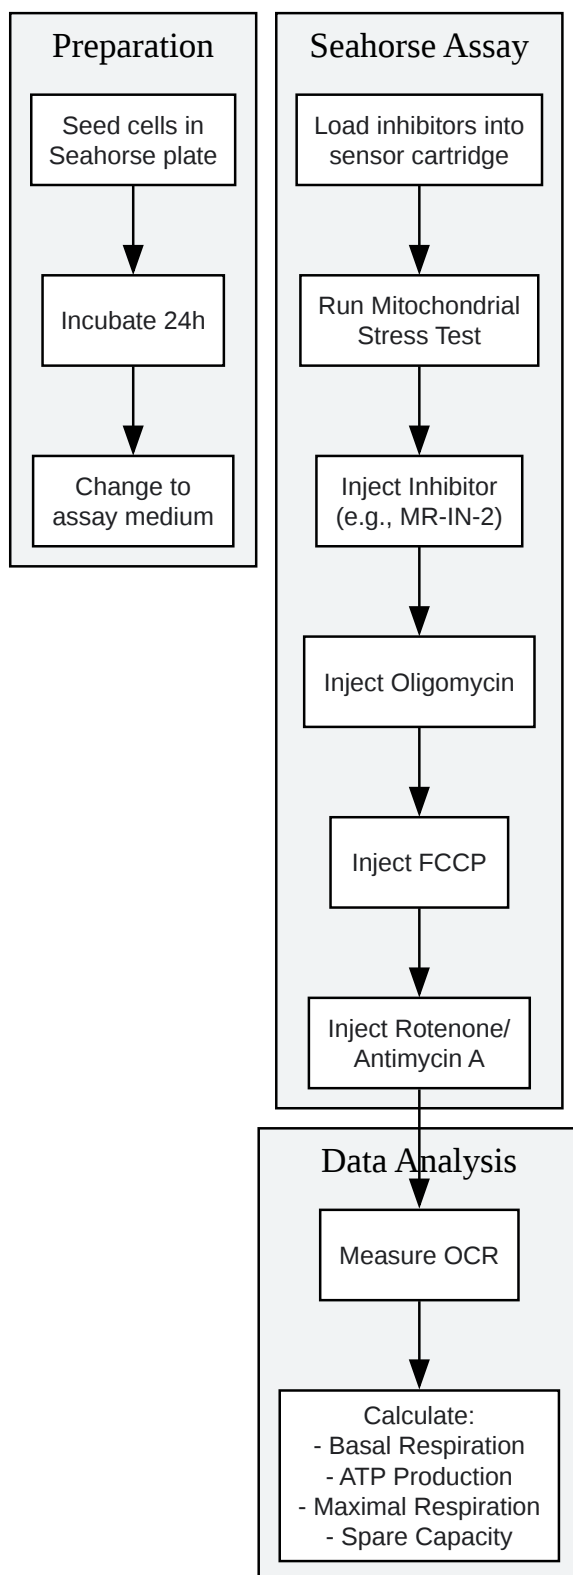 Preparation
Seed cells in
Seahorse plate
Incubate 24h
Change to
assay medium
Seahorse Assay
Load inhibitors into
sensor cartridge
Run Mitochondrial
Stress Test
Inject Inhibitor
(e.g., MR-IN-2)
Inject Oligomycin
Inject FCCP
Inject Rotenone/
Antimycin A
Data Analysis
Measure OCR
Calculate:
- Basal Respiration
- ATP Production
- Maximal Respiration
- Spare Capacity